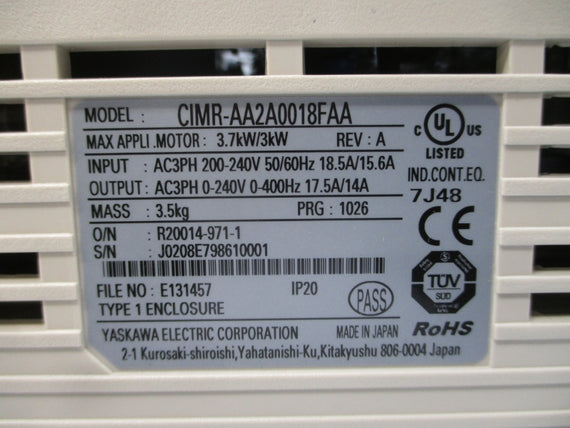 MODEL : CIMR-AA2A0018FAA
MAX APPLI.MOTOR: 3.7kW/3kW REV : A
INPUT : AC3PH 200-240V 50/60Hz 18.5A/15.6A
OUTPUT: AC3PH 0-240V 0-400Hz 17.5A/14A
MASS : 3.5kg PRG : 1026
O/N : R20014-971-1
S/N : J0208E798610001
FILE NO : E131457 IP20
TYPE 1 ENCLOSURE
PASS
YASKAWA ELECTRIC CORPORATION MADE IN JAPAN
2-1 Kurosaki-shiroishi,Yahatanishi-Ku,Kitakyushu 806-0004 Japan
C UL US
LISTED
IND.CONT.EQ.
7J48
CE
TÜV
SUD
RoHS